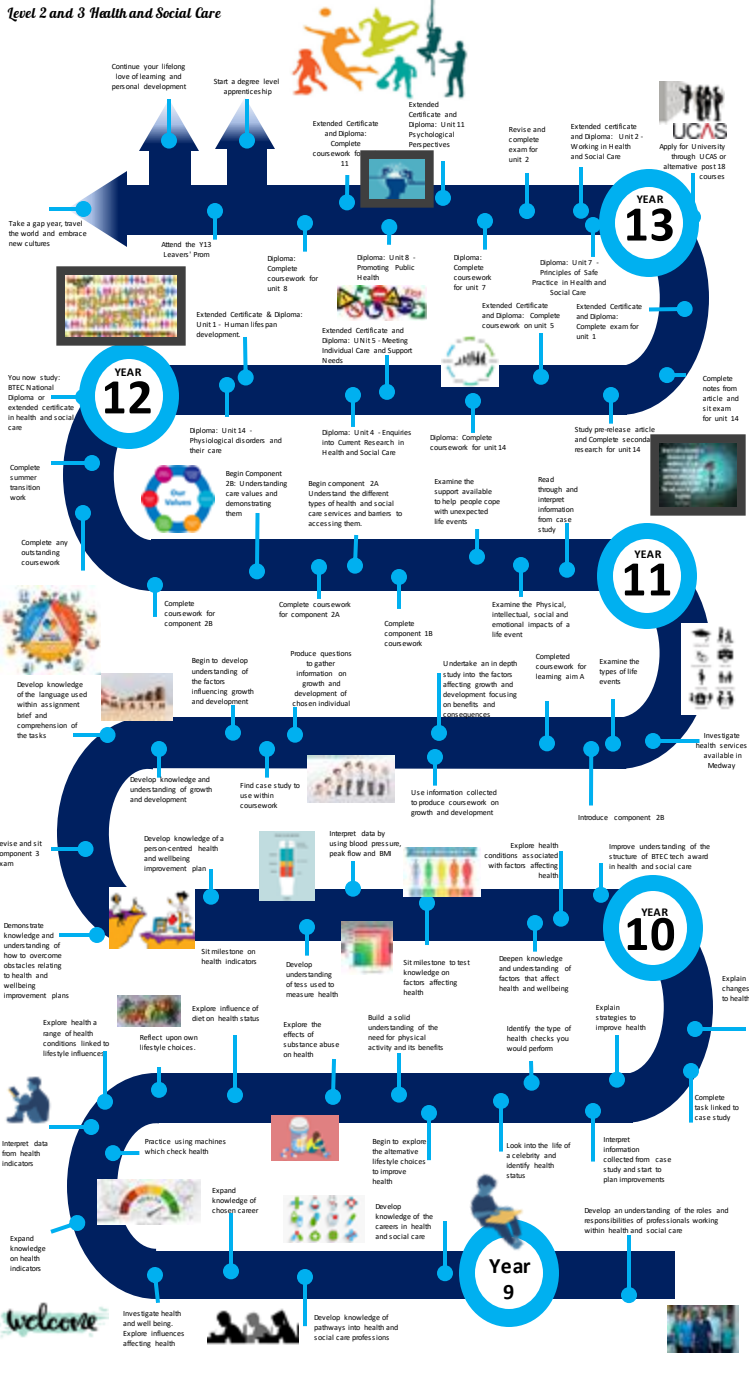 Level 2 and 3 Health and Social Care
Continue your lifelong
love of learning and
personal development
Start a degree level
apprenticeship
Extended Certificate
and Diploma:
Complete
coursework for
11
Extended
Certificate and
Diploma: Unit 11
Psychological
Perspectives
Revise and
complete
exam for
unit 2
Extended certificate
and Diploma: Unit 2 -
Working in Health
and Social Care
UCAS
Apply for University
through UCAS or
alternative post 18
courses
YEAR
13
Take a gap year, travel
the world and embrace
new cultures
Attend the Y13
Leavers' Prom
Diploma:
Complete
coursework for
unit 8
Diploma: Unit 8 -
Promoting Public
Health
Diploma:
Complete
coursework
for unit 7
Diploma: Unit 7 -
Principles of Safe
Practice in Health and
Social Care
EQUALITY &
DIVERSITY
Extended Certificate & Diploma:
Unit 1 - Human lifespan
development.
Extended Certificate and
Diploma: UNit 5 - Meeting
Individual Care and Support
Needs
Extended Certificate
and Diploma: Complete
coursework on unit 5
Extended Certificate
and Diploma:
Complete exam for
unit 1
YEAR
12
You now study:
BTEC National
Diploma or
extended certificate
in health and social
care
Diploma: Unit 14 -
Physiological disorders and
their care
Diploma: Unit 4 - Enquiries
into Current Research in
Health and Social Care
Diploma: Complete
coursework for unit 14
Study pre-release article
and Complete seconda
research for unit 14
Complete
notes from
article and
sit exam
for unit 14
Complete
summer
transition
work
Our
Values
Begin Component
2B: Understanding
care values and
demonstrating
them
Begin component 2A
Understand the different
types of health and social
care services and barriers to
accessing them.
Examine the
support available
to help people cope
with unexpected
life events
Read
through and
interpret
information
from case
study
YEAR
11
Complete any
outstanding
coursework
Complete
coursework for
component 2B
Complete coursework
for component 2A
Complete
component 1B
coursework
Examine the Physical,
intellectual, social and
emotional impacts of a
life event
Develop knowledge
of the language used
within assignment
brief and
comprehension of
the tasks
HEALTH
Begin to develop
understanding of
the factors
influencing growth
and development
Produce questions
to gather
information on
growth and
development of
chosen individual
Undertake an in depth
study into the factors
affecting growth and
development focusing
on benefits and
consequences
Completed
coursework for
learning aim A
Examine the
types of life
events
Investigate
health services
available in
Medway
Develop knowledge and
understanding of growth
and development
Find case study to
use within
coursework
Use information collected
to produce coursework on
growth and development
Introduce component 2B
evise and sit
omponent 3
xam
Develop knowledge of a
person-centred health
and wellbeing
improvement plan
Interpret data by
using blood pressure,
peak flow and BMI
Explore health
conditions associated
with factors affecting
health
Improve understanding of the
structure of BTEC tech award
in health and social care
YEAR
10
Demonstrate
knowledge and
understanding of
how to overcome
obstacles relating
to health and
wellbeing
improvement plans
Sit milestone on
health indicators
Develop
understanding
of tess used to
measure health
Sit milestone to test
knowledge on
factors affecting
health
Deepen knowledge
and understanding of
factors that affect
health and wellbeing
Explain
changes
to health
Explore health a
range of health
conditions linked to
lifestyle influences
Reflect upon own
lifestyle choices.
Explore influence of
diet on health status
Explore the
effects of
substance abuse
on health
Build a solid
understanding of the
need for physical
activity and its benefits
Identify the type of
health checks you
would perform
Explain
strategies to
improve health
Complete
task linked to
case study
Interpret data
from health
indicators
Practice using machines
which check health
Begin to explore
the alternative
lifestyle choices
to improve
health
Look into the life of
a celebrity and
identify health
status
Interpret
information
collected from case
study and start to
plan improvements
HEALTH
Expand
knowledge of
chosen career
Develop
knowledge of the
careers in health
and social care
Develop an understanding of the roles and
responsibilities of professionals working
within health and social care
Expand
knowledge
on health
indicators
Year
9
welcome
Investigate health
and well being.
Explore influences
affecting health
Develop knowledge of
pathways into health and
social care professions